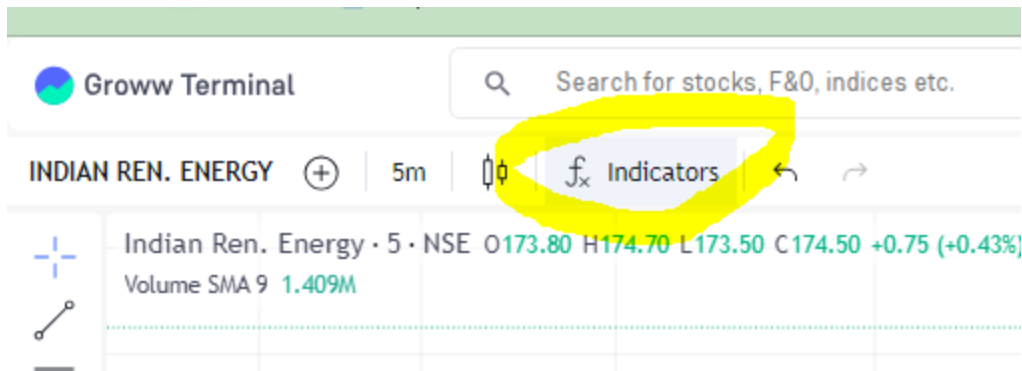 Groww Terminal
Search for stocks, F&O, indices etc.
INDIAN REN. ENERGY 5m fx Indicators
Indian Ren. Energy · 5 · NSE O173.80 H174.70 L173.50 C174.50 +0.75 (+0.43%)
Volume SMA 9 1.409M